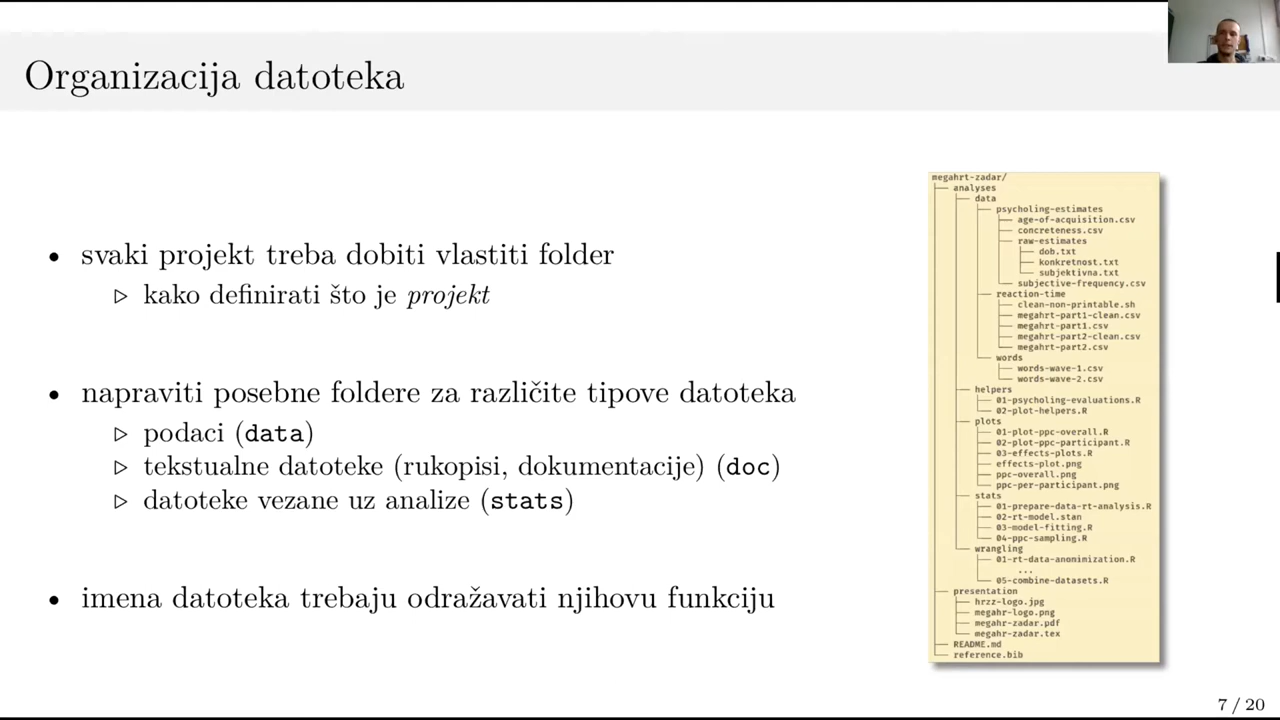 Organizacija datoteka
• svaki projekt treba dobiti vlastiti folder
▷ kako definirati što je projekt
• napraviti posebne foldere za različite tipove datoteka
▷ podaci (data)
▷ tekstualne datoteke (rukopisi, dokumentacije) (doc)
▷ datoteke vezane uz analize (stats)
• imena datoteka trebaju odražavati njihovu funkciju
megahrt-zadar/
├── analyses
│   ├── data
│   │   ├── psycholing-estimates
│   │   │   ├── age-of-acquisition.csv
│   │   │   ├── concreteness.csv
│   │   │   ├── raw-estimates
│   │   │   │   ├── dob.txt
│   │   │   │   ├── konkretnost.txt
│   │   │   │   └── subjektivna.txt
│   │   │   └── subjective-frequency.csv
│   │   ├── reaction-time
│   │   │   ├── clean-non-printable.sh
│   │   │   ├── megahrt-part1-clean.csv
│   │   │   ├── megahrt-part1.csv
│   │   │   ├── megahrt-part2-clean.csv
│   │   │   └── megahrt-part2.csv
│   │   └── words
│   │       ├── words-wave-1.csv
│   │       └── words-wave-2.csv
│   ├── helpers
│   │   ├── 01-psycholing-evaluations.R
│   │   └── 02-plot-helpers.R
│   ├── plots
│   │   ├── 01-plot-ppc-overall.R
│   │   ├── 02-plot-ppc-participant.R
│   │   ├── 03-effects-plots.R
│   │   ├── effects-plot.png
│   │   ├── ppc-overall.png
│   │   └── ppc-per-participant.png
│   ├── stats
│   │   ├── 01-prepare-data-rt-analysis.R
│   │   ├── 02-rt-model.stan
│   │   ├── 03-model-fitting.R
│   │   └── 04-ppc-sampling.R
│   └── wrangling
│       ├── 01-rt-data-anomimization.R
│       ...
│       └── 05-combine-datasets.R
├── presentation
│   ├── hrzz-logo.jpg
│   ├── megahr-logo.png
│   ├── megahr-zadar.pdf
│   └── megahr-zadar.tex
├── README.md
└── reference.bib
7 / 20